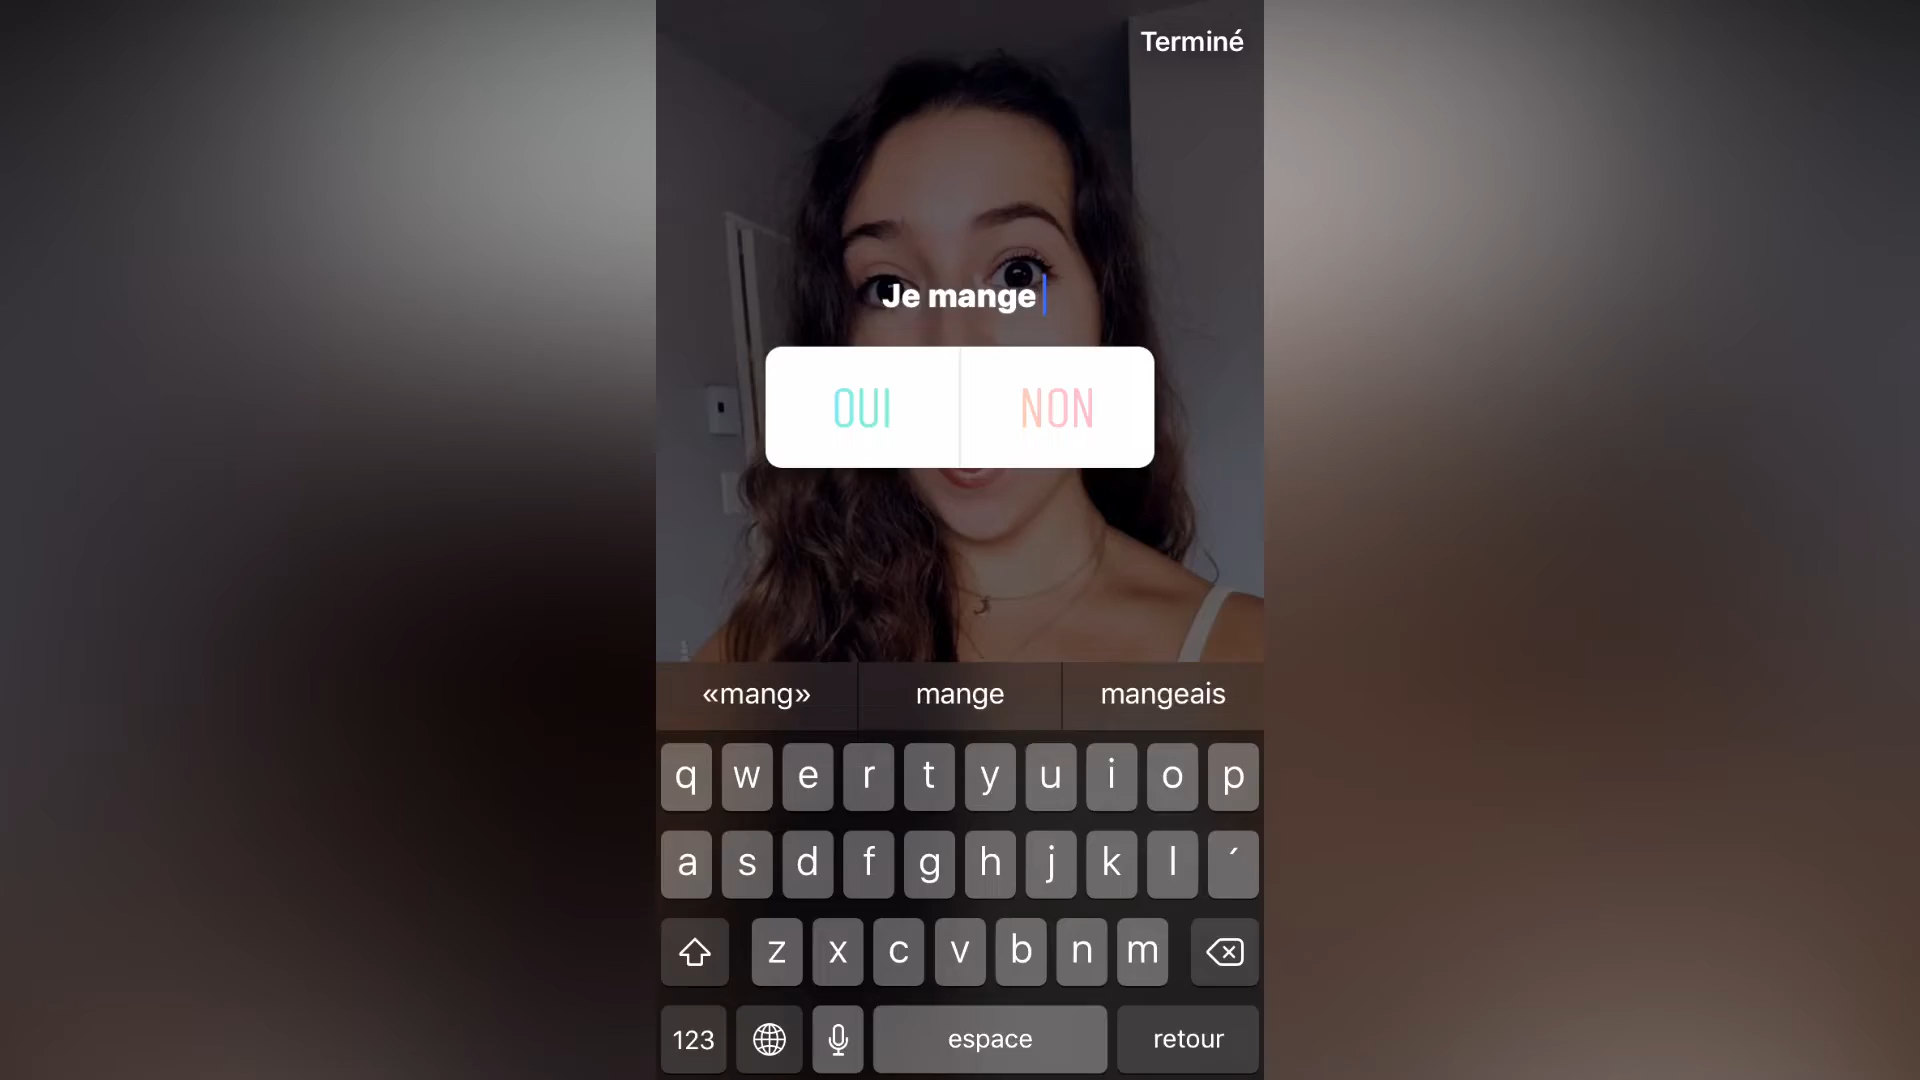 Terminé
Je mange
OUI NON
«mang» mange mangeais
q w e r t y u i o p
a s d f g h j k l ´
z x c v b n m
123 espace retour